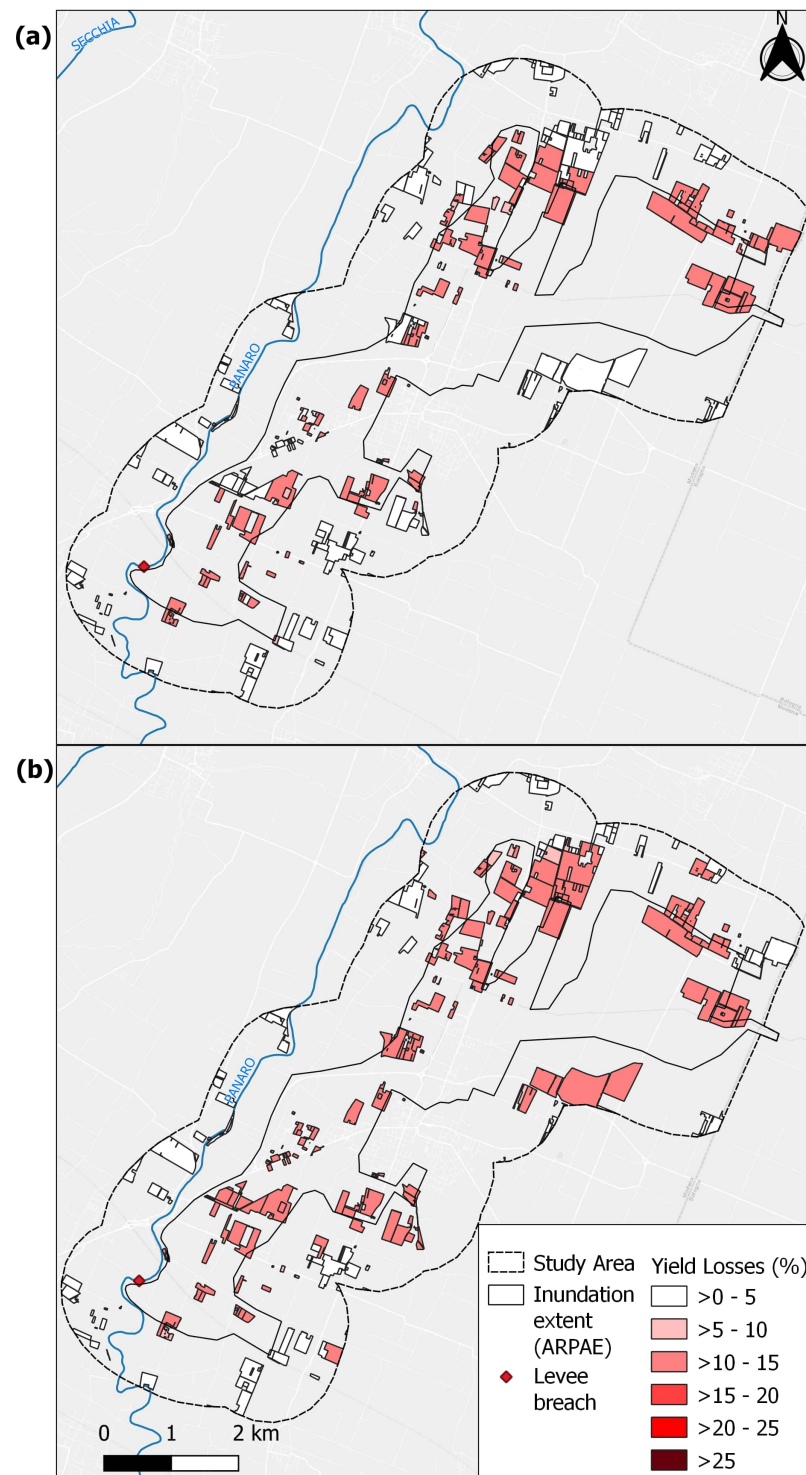 (a)
SECCHIA
N
PANARO
(b)
PANARO
Study Area
Inundation
extent
(ARPAE)
Levee
breach
Yield Losses (%)
>0 - 5
>5 - 10
>10 - 15
>15 - 20
>20 - 25
>25
0 1 2 km